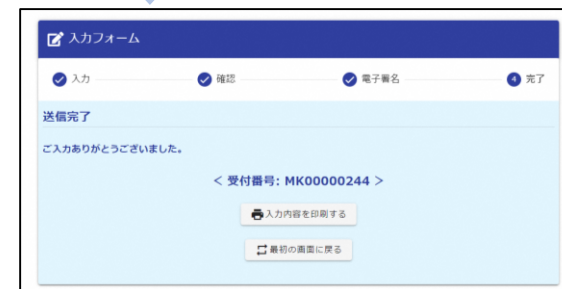 入力フォーム
入力 確認 電子署名 4 完了
送信完了
ご入力ありがとうございました。
< 受付番号: MK00000244 >
入力内容を印刷する
最初の画面に戻る